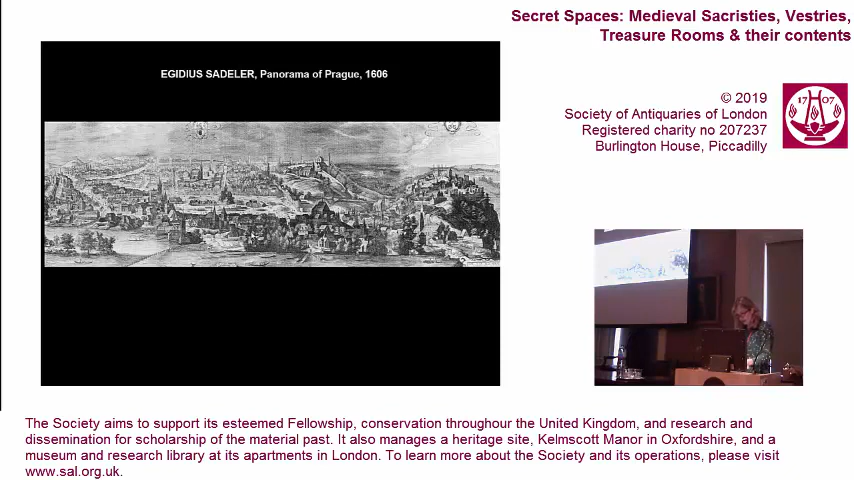 Secret Spaces: Medieval Sacristies, Vestries,
Treasure Rooms & their contents
EGIDIUS SADELER, Panorama of Prague, 1606
© 2019
Society of Antiquaries of London
Registered charity no 207237
Burlington House, Piccadilly
17 07
The Society aims to support its esteemed Fellowship, conservation throughour the United Kingdom, and research and
dissemination for scholarship of the material past. It also manages a heritage site, Kelmscott Manor in Oxfordshire, and a
museum and research library at its apartments in London. To learn more about the Society and its operations, please visit
www.sal.org.uk.